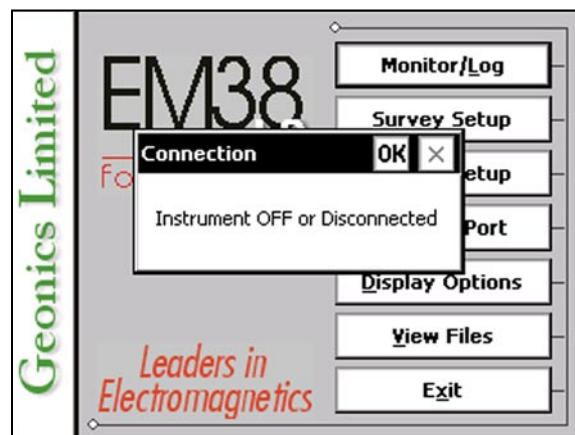 Geonics Limited
EM38
fo
Connection
OK
Instrument OFF or Disconnected
Leaders in
Electromagnetics
Monitor/Log
Survey Setup
etup
Port
Display Options
View Files
Exit